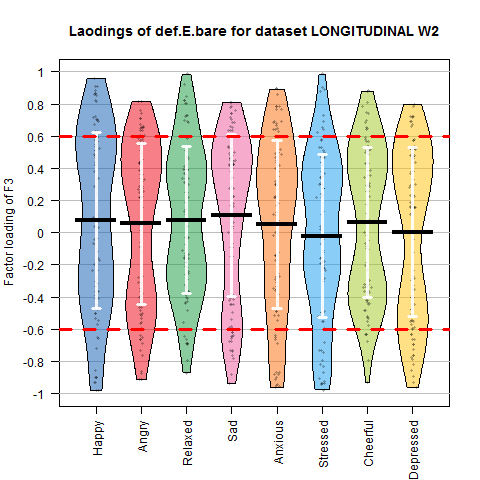 Laodings of def.E.bare for dataset LONGITUDINAL W2
Factor loading of F3
1
0.8
0.6
0.4
0.2
0
-0.2
-0.4
-0.6
-0.8
-1
Happy
Angry
Relaxed
Sad
Anxious
Stressed
Cheerful
Depressed